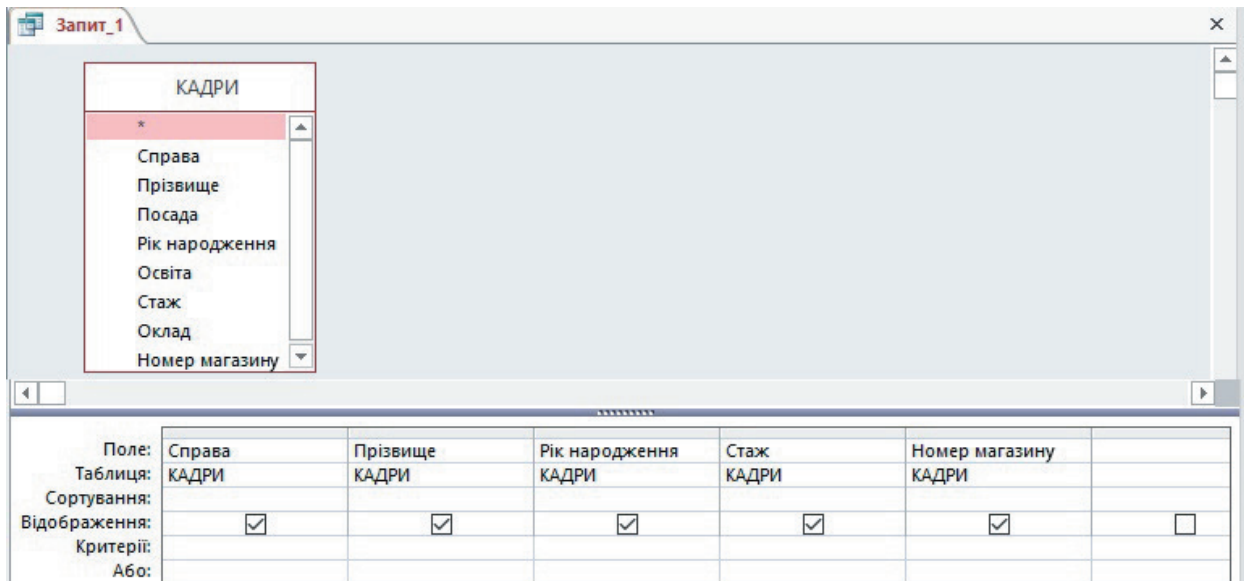 Запит_1
КАДРИ
*
Справа
Прізвище
Посада
Рік народження
Освіта
Стаж
Оклад
Номер магазину
Поле: Справа Прізвище Рік народження Стаж Номер магазину
Таблиця: КАДРИ КАДРИ КАДРИ КАДРИ КАДРИ
Сортування:
Відображення:
Критерії:
Або: